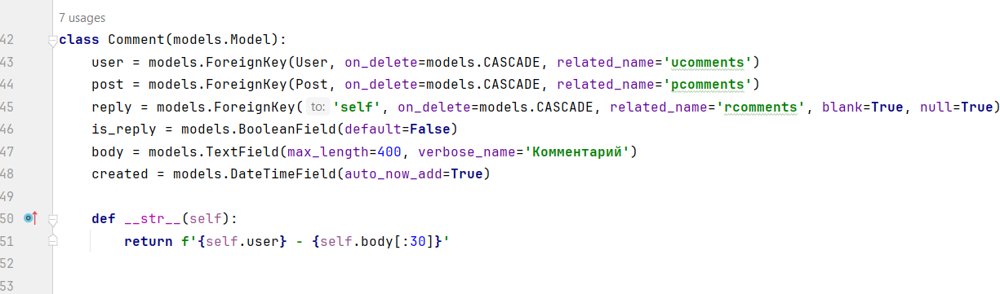 7 usages
42 class Comment(models.Model):
43 user = models.ForeignKey(User, on_delete=models.CASCADE, related_name='ucomments')
44 post = models.ForeignKey(Post, on_delete=models.CASCADE, related_name='pcomments')
45 reply = models.ForeignKey( to: 'self', on_delete=models.CASCADE, related_name='rcomments', blank=True, null=True)
46 is_reply = models.BooleanField(default=False)
47 body = models.TextField(max_length=400, verbose_name='Комментарий')
48 created = models.DateTimeField(auto_now_add=True)
49
50 def __str__(self):
51 return f'{self.user} - {self.body[:30]}'
52
53